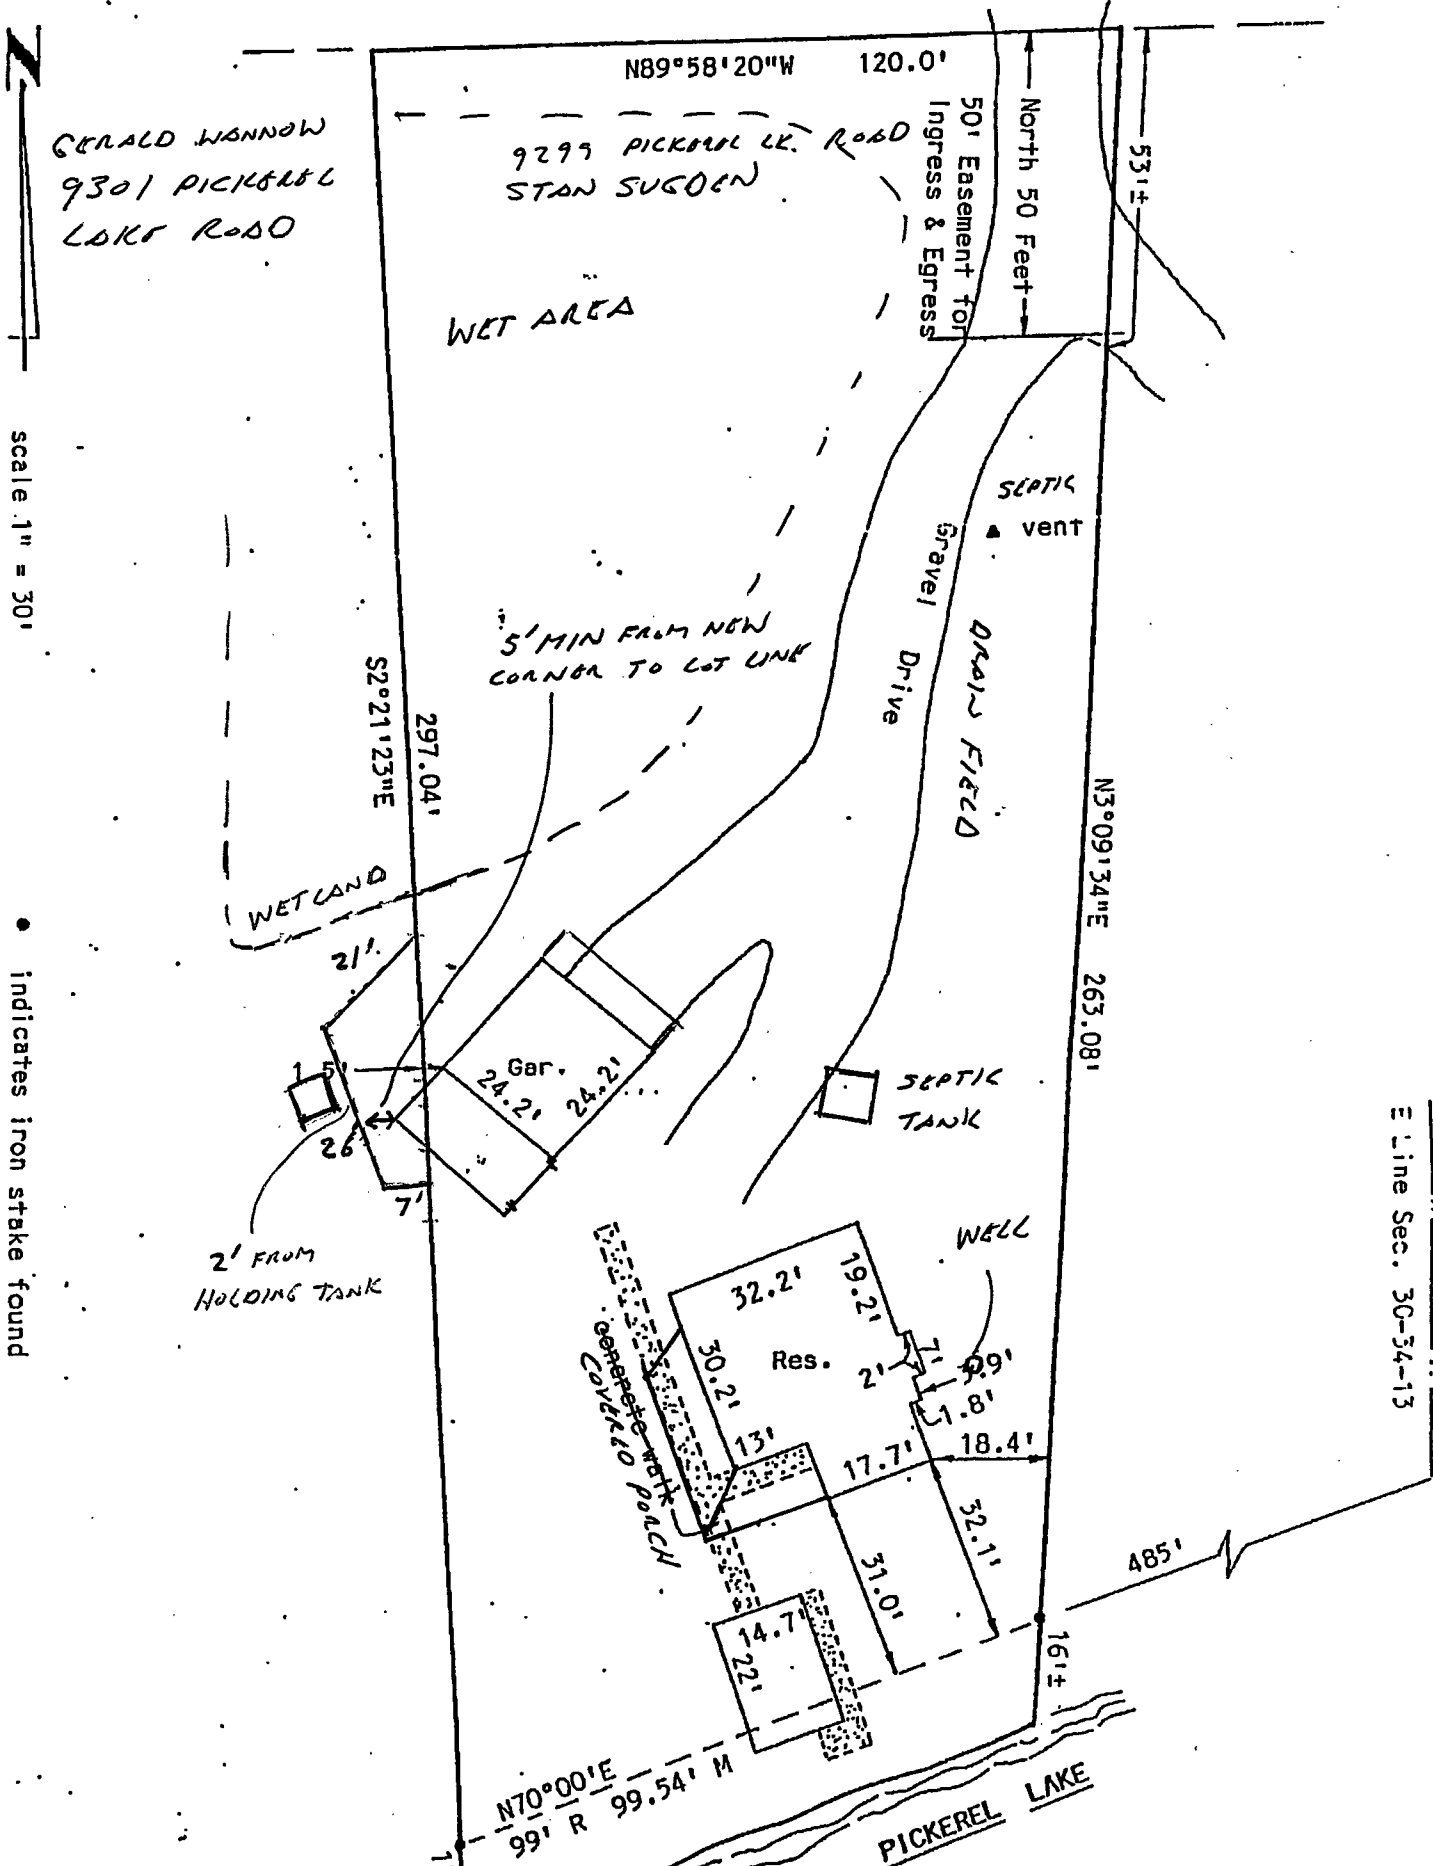 N89°58'20"W 120.0'
N
GERALD WANNOW
9301 PICKEREL
LAKE ROAD
9299 PICKEREL LK. ROAD
STAN SUGDEN
50' Easement for
Ingress & Egress
North 50 Feet
53'±
WET AREA
scale 1" = 30'
SEPTIC
vent
Gravel Drive
DRAIN FIELD
5' MIN FROM NEW
CORNER TO LOT LINE
S2°21'23"E
297.04'
N3°09'34"E 263.08'
WETLAND
21'
Gar.
24.2'
24.2'
26
7'
2' FROM
HOLDING TANK
SEPTIC
TANK
E Line Sec. 30-34-13
● indicates iron stake found
WELL
32.2'
19.2'
Res.
7'
2'
1.8'
30.2'
13'
17.7'
18.4'
concrete walk
COVERED PORCH
32.1'
31.0'
485'
14.7'
22'
16'±
N70°00'E
99' R 99.54' M
PICKEREL LAKE